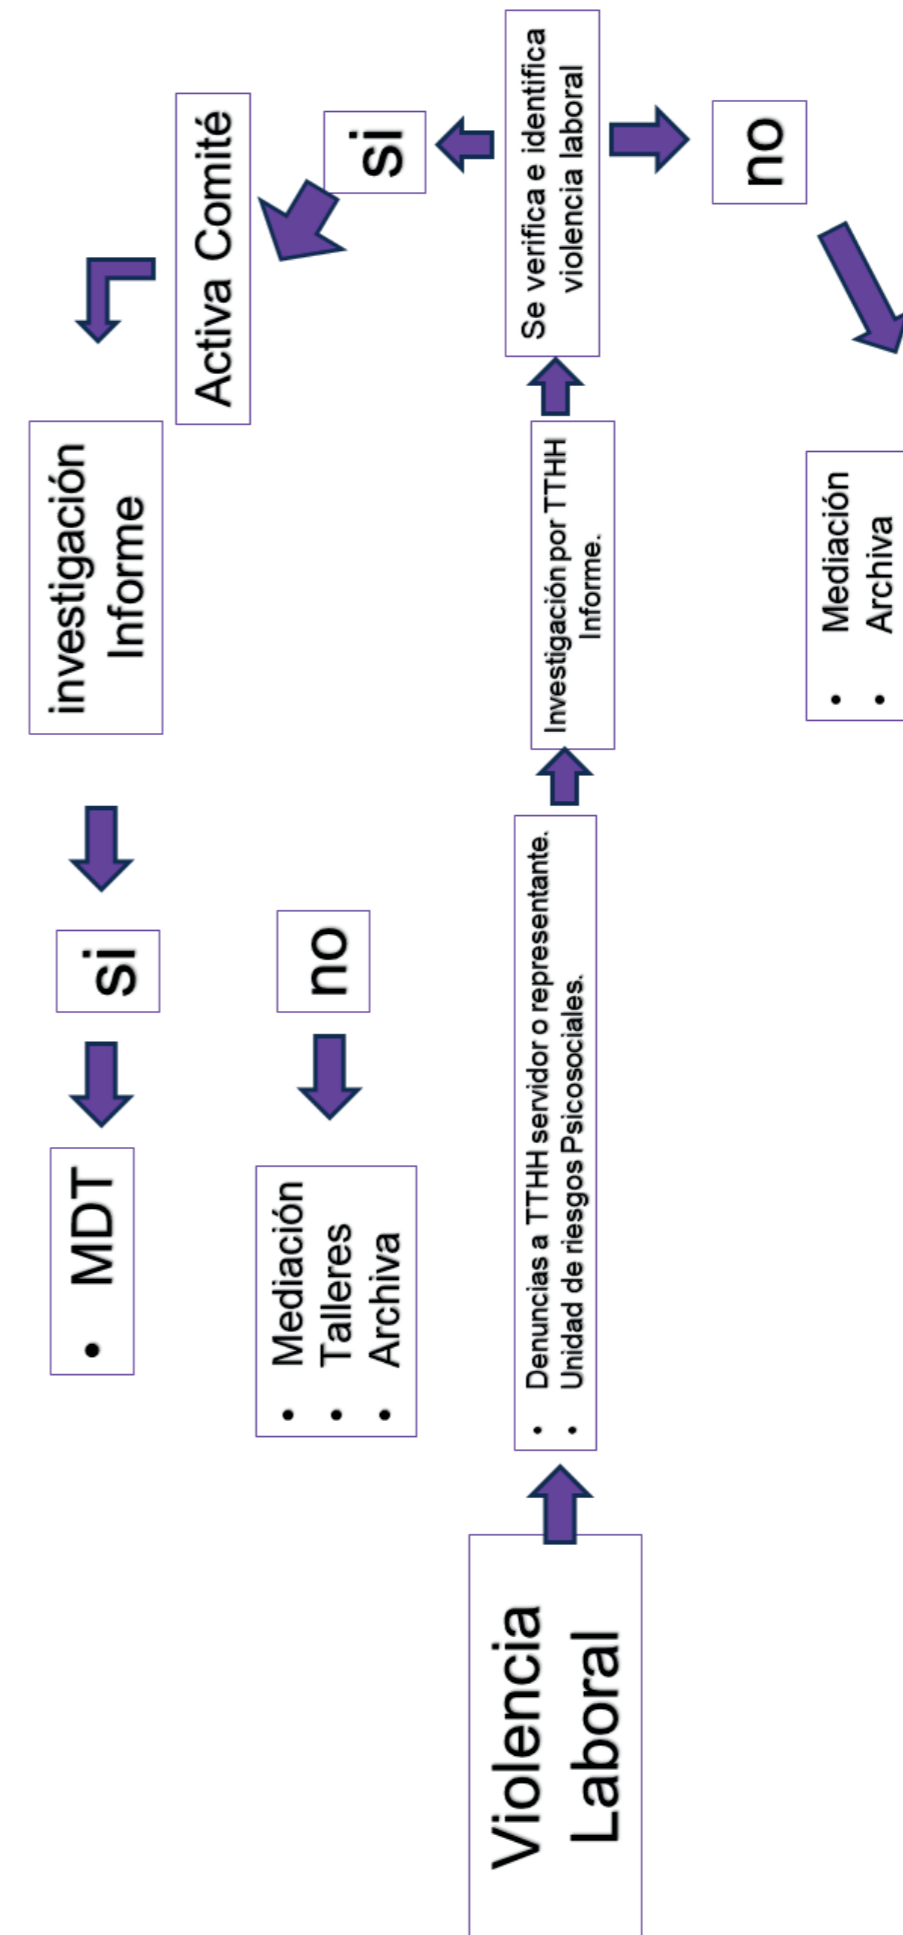 Violencia
Laboral
• Denuncias a TTHH servidor o representante.
• Unidad de riesgos Psicosociales.
Investigación por TTHH
Informe.
Se verifica e identifica
violencia laboral
si
Activa Comité
investigación
Informe
si
• MDT
no
• Mediación
• Talleres
• Archiva
no
• Mediación
• Archiva